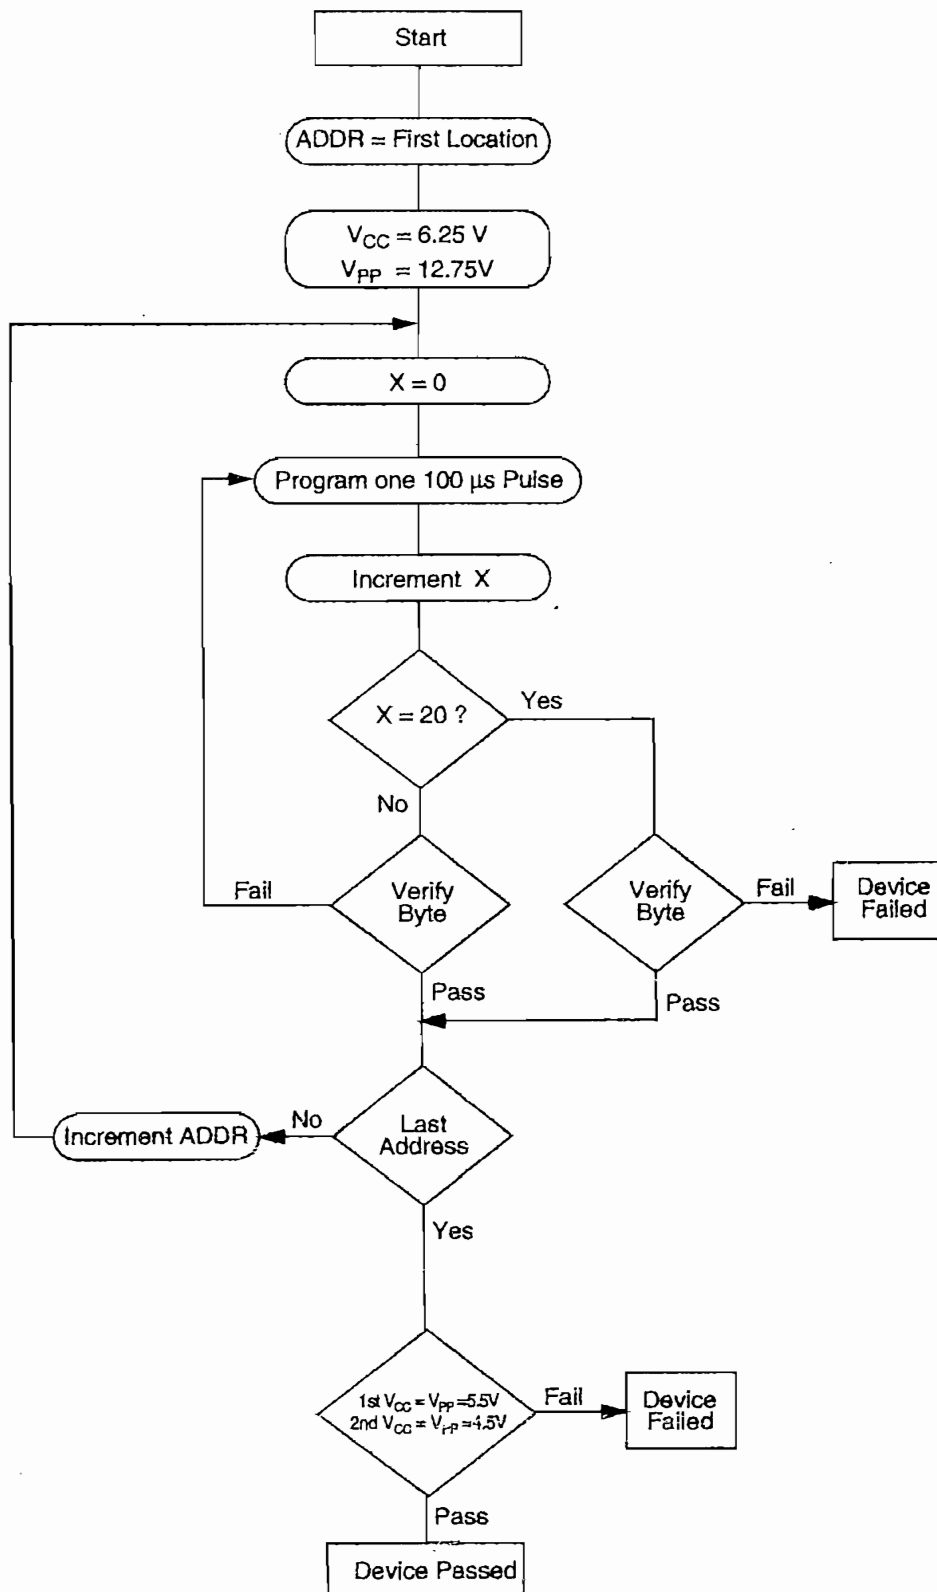 Start
ADDR = First Location
VCC = 6.25 V
VPP = 12.75V
X = 0
Program one 100 µs Pulse
Increment X
X = 20 ?
Yes
No
Verify
Byte
Fail
Verify
Byte
Fail
Device
Failed
Pass
Pass
Last
Address
No
Increment ADDR
Yes
1st VCC = VPP =5.5V
2nd VCC = VPP =4.5V
Fail
Device
Failed
Pass
Device Passed